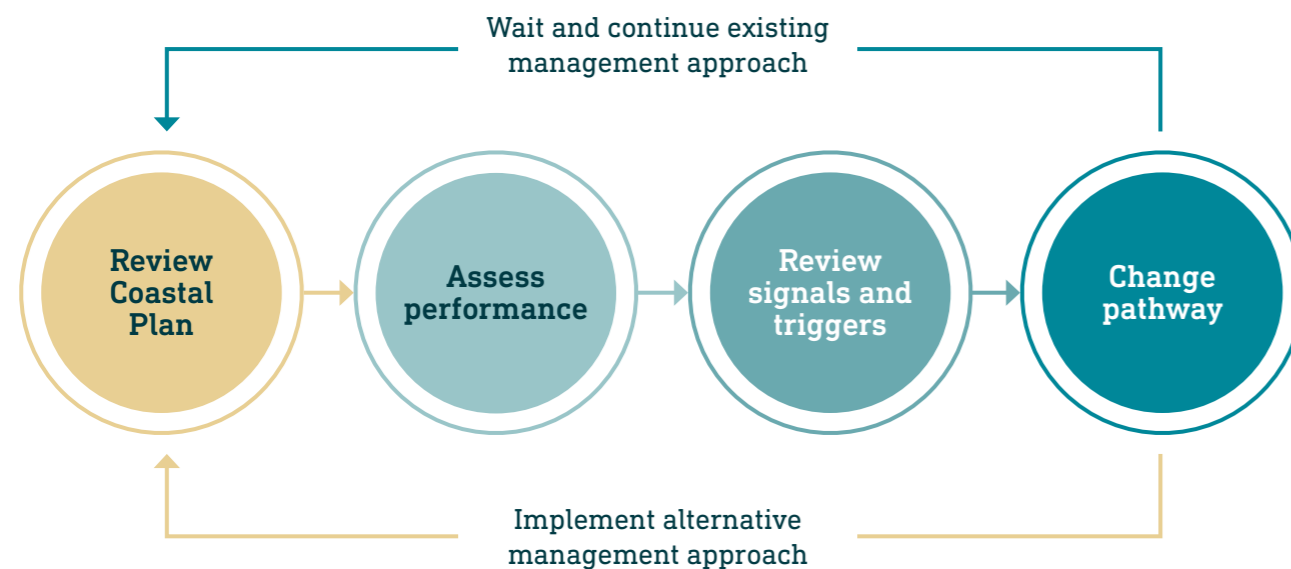 Wait and continue existing
management approach
Review
Coastal
Plan
Assess
performance
Review
signals and
triggers
Change
pathway
Implement alternative
management approach